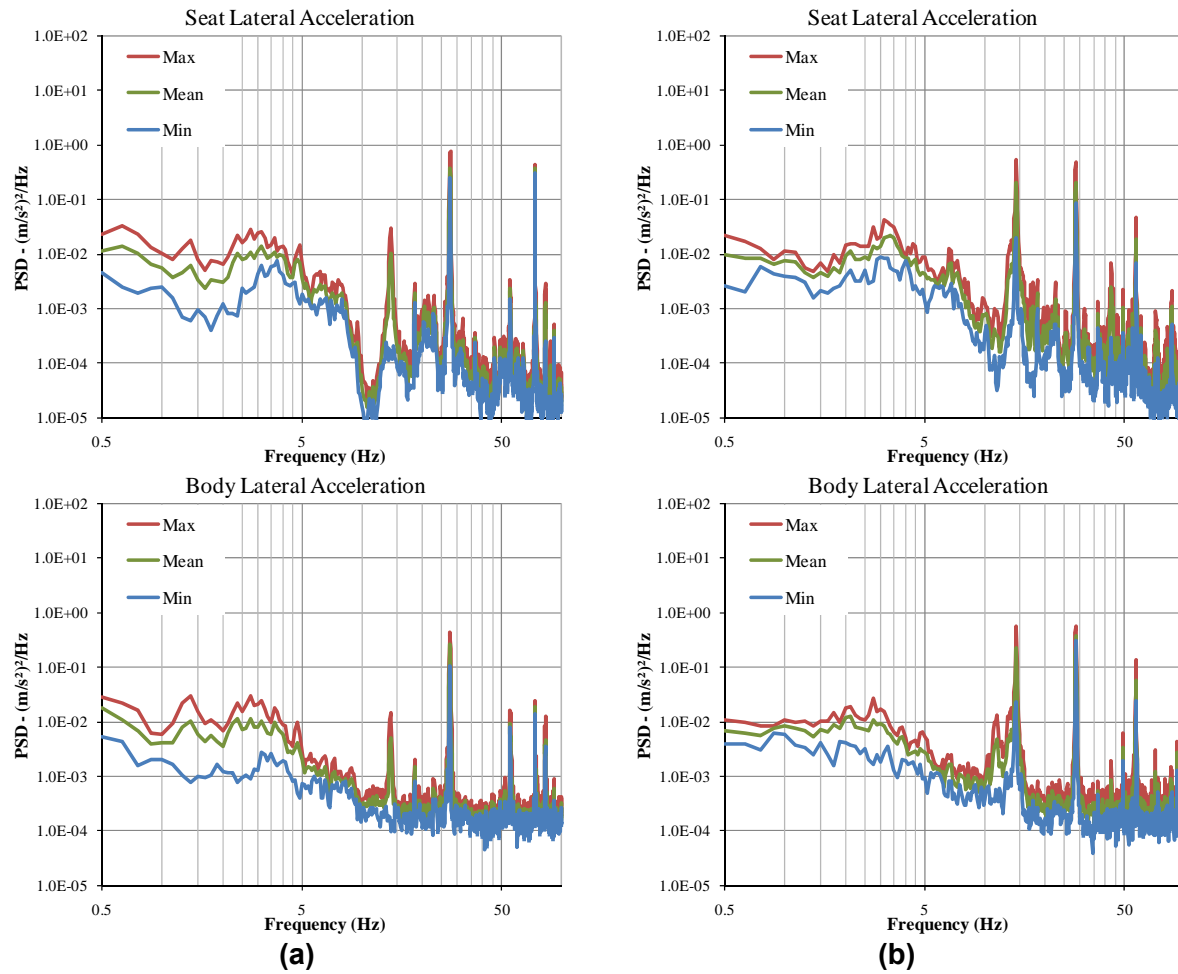 Seat Lateral Acceleration
1.0E+02
1.0E+01
1.0E+00
1.0E-01
1.0E-02
1.0E-03
1.0E-04
1.0E-05
PSD - (m/s²)²/Hz
Max
Mean
Min
0.5
5
50
Frequency (Hz)
Seat Lateral Acceleration
1.0E+02
1.0E+01
1.0E+00
1.0E-01
1.0E-02
1.0E-03
1.0E-04
1.0E-05
PSD - (m/s²)²/Hz
Max
Mean
Min
0.5
5
50
Frequency (Hz)
Body Lateral Acceleration
1.0E+02
1.0E+01
1.0E+00
1.0E-01
1.0E-02
1.0E-03
1.0E-04
1.0E-05
PSD - (m/s²)²/Hz
Max
Mean
Min
0.5
5
50
Frequency (Hz)
Body Lateral Acceleration
1.0E+02
1.0E+01
1.0E+00
1.0E-01
1.0E-02
1.0E-03
1.0E-04
1.0E-05
PSD - (m/s²)²/Hz
Max
Mean
Min
0.5
5
50
Frequency (Hz)
(a)
(b)